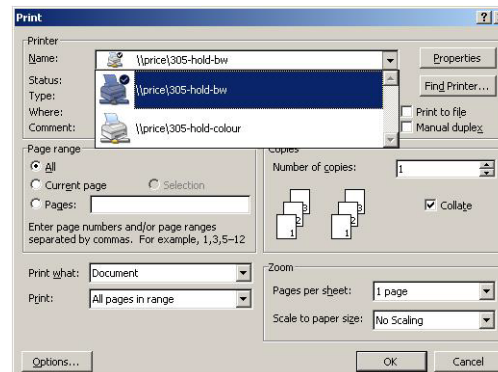 Print
Printer
Name: \\price\305-hold-bw
Properties
Status:
\\price\305-hold-bw
Find Printer...
Type:
Where:
Print to file
Comment:
\\price\305-hold-colour
Manual duplex
Page range
All
Current page
Selection
Pages:
Enter page numbers and/or page ranges
separated by commas. For example, 1,3,5–12
Copies
Number of copies: 1
Collate
Print what: Document
Print: All pages in range
Zoom
Pages per sheet: 1 page
Scale to paper size: No Scaling
Options...
OK
Cancel